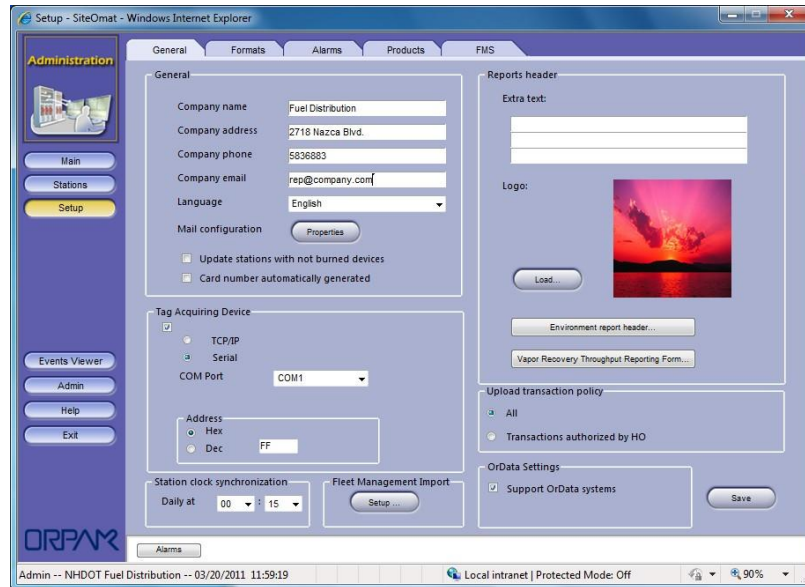 Setup - SiteOmat - Windows Internet Explorer
Administration
Main
Stations
Setup
Events Viewer
Admin
Help
Exit
ORPAK
General Formats Alarms Products FMS
General
Company name Fuel Distribution
Company address 2718 Nazca Blvd.
Company phone 5836883
Company email rep@company.com
Language English
Mail configuration Properties
Update stations with not burned devices
Card number automatically generated
Tag Acquiring Device
TCP/IP
Serial
COM Port COM1
Address
Hex
Dec FF
Station clock synchronization
Daily at 00 : 15
Fleet Management Import
Setup ...
Reports header
Extra text:
Logo:
Load...
Environment report header...
Vapor Recovery Throughput Reporting Form...
Upload transaction policy
All
Transactions authorized by HO
OrData Settings
Support OrData systems
Save
Alarms
Admin -- NHDOT Fuel Distribution -- 03/20/2011 11:59:19 Local intranet | Protected Mode: Off 90%